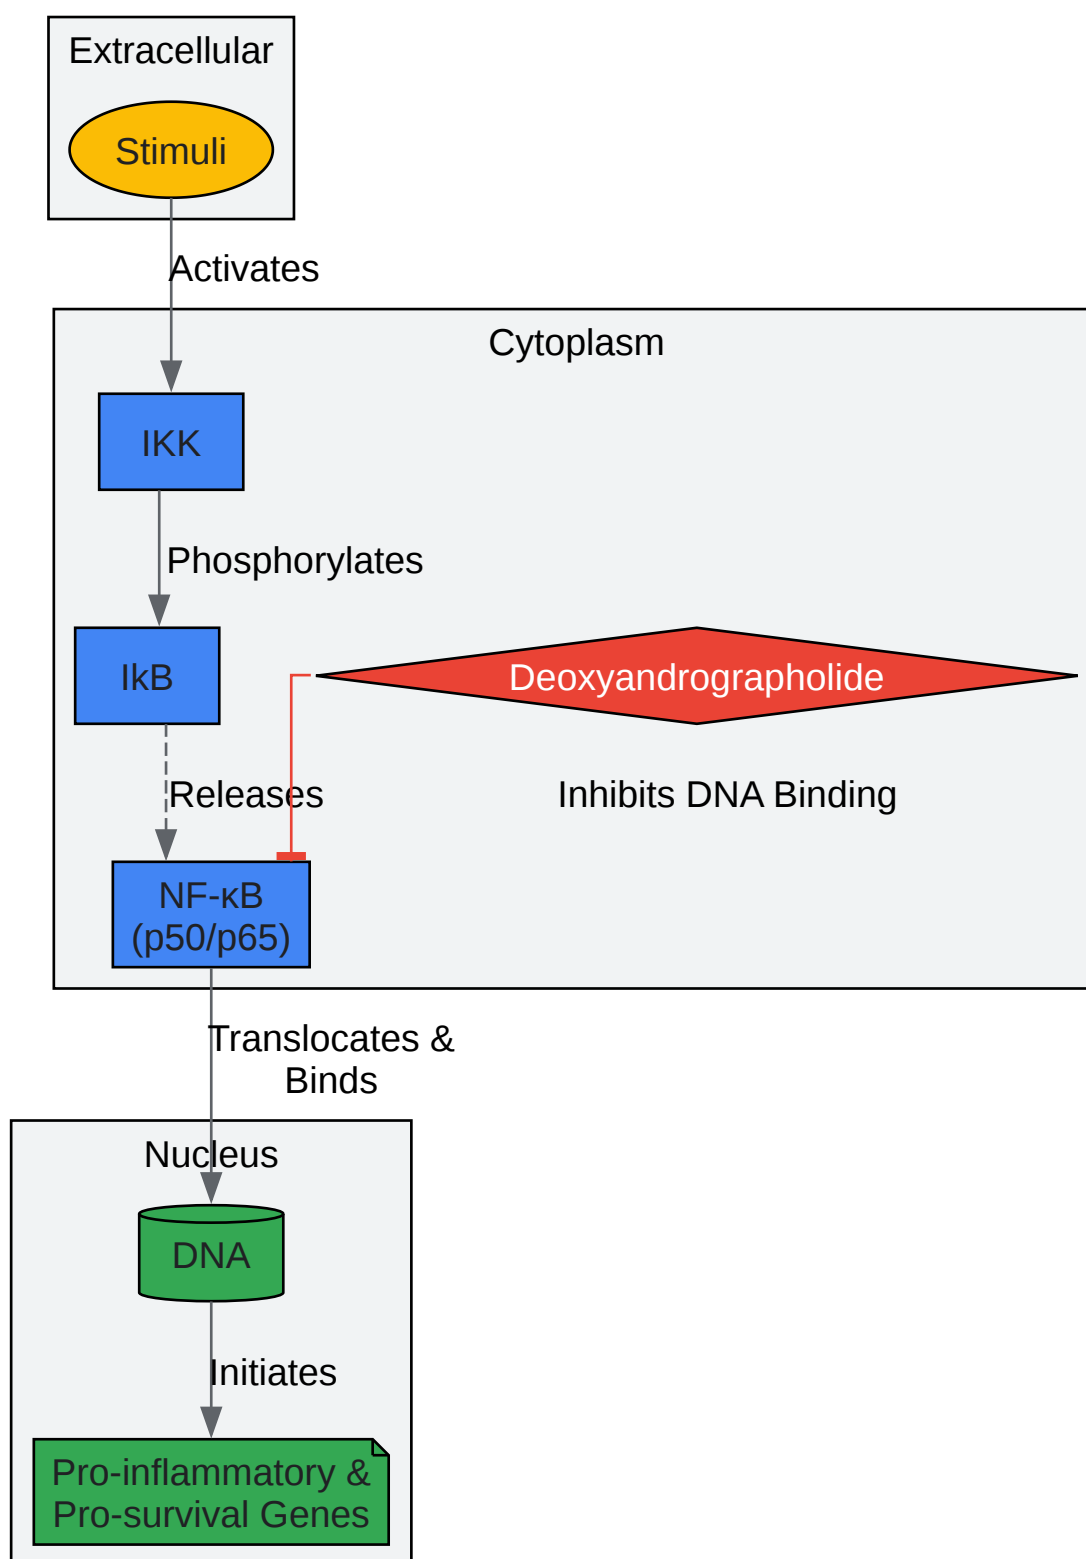 Extracellular
Stimuli
Activates
Cytoplasm
IKK
Phosphorylates
IkB
Deoxyandrographolide
Releases
Inhibits DNA Binding
NF-κB
(p50/p65)
Translocates &
Binds
Nucleus
DNA
Initiates
Pro-inflammatory &
Pro-survival Genes